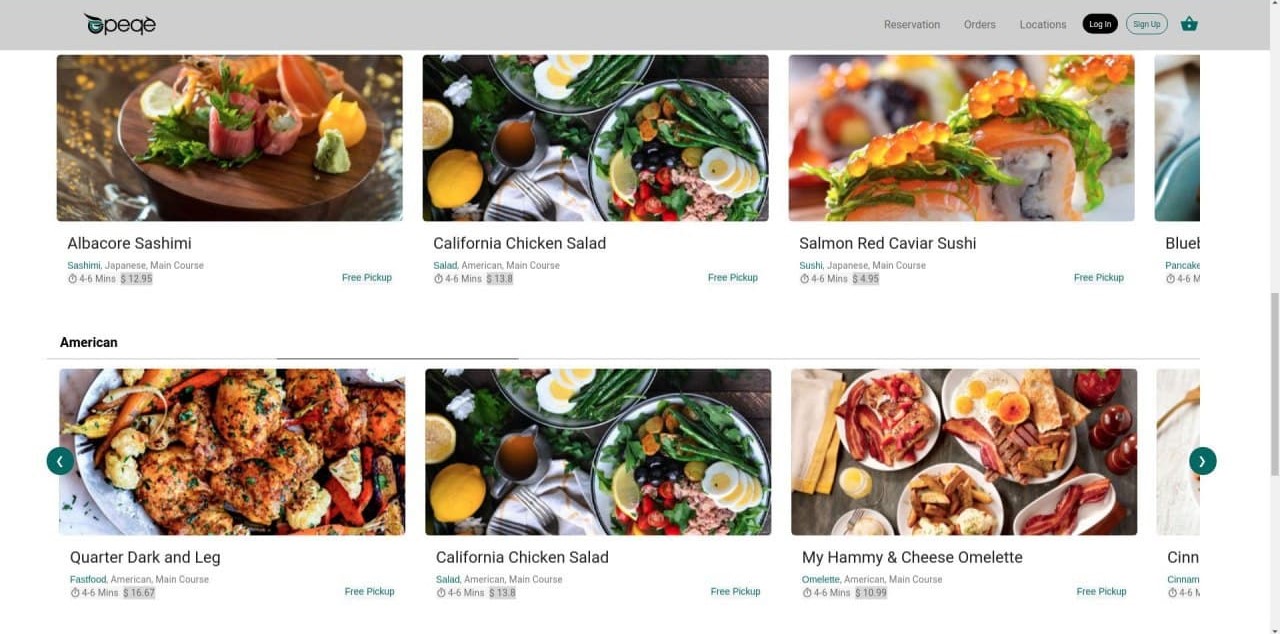 Opeqe
Reservation
Orders
Locations
Log In
Sign Up
Albacore Sashimi
Sashimi, Japanese, Main Course
4-6 Mins $ 12.95
Free Pickup
California Chicken Salad
Salad, American, Main Course
4-6 Mins $ 13.8
Free Pickup
Salmon Red Caviar Sushi
Sushi, Japanese, Main Course
4-6 Mins $ 4.95
Free Pickup
Blueb
Pancake
4-6 M
American
Quarter Dark and Leg
Fastfood, American, Main Course
4-6 Mins $ 16.67
Free Pickup
California Chicken Salad
Salad, American, Main Course
4-6 Mins $ 13.8
Free Pickup
My Hammy & Cheese Omelette
Omelette, American, Main Course
4-6 Mins $ 10.99
Free Pickup
Cinn
Cinnam
4-6 M